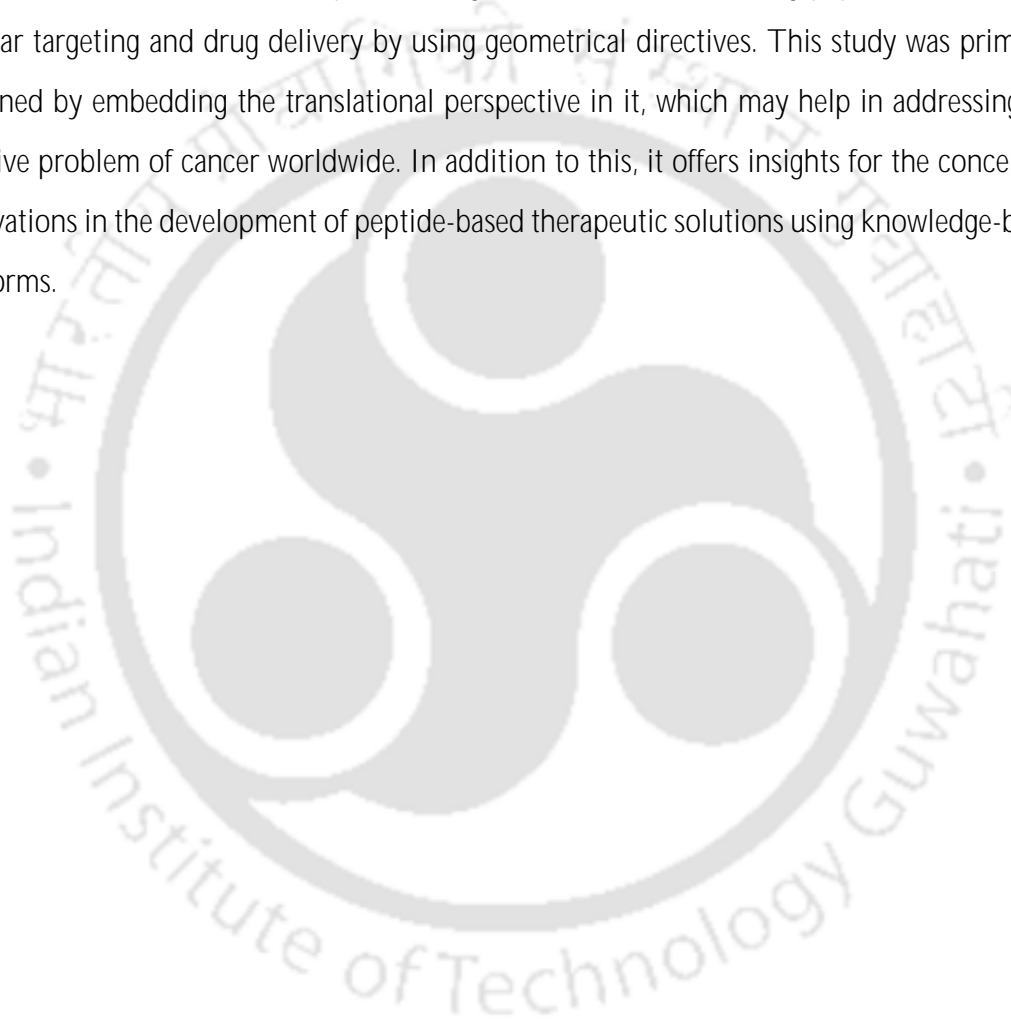 ar targeting and drug delivery by using geometrical directives. This study was prim
ned by embedding the translational perspective in it, which may help in addressing
ive problem of cancer worldwide. In addition to this, it offers insights for the conce
vations in the development of peptide-based therapeutic solutions using knowledge-b
orms.
भारतीय प्रौद्योगिकी संस्थान गुवाहाटी
• Indian Institute of Technology Guwahati •